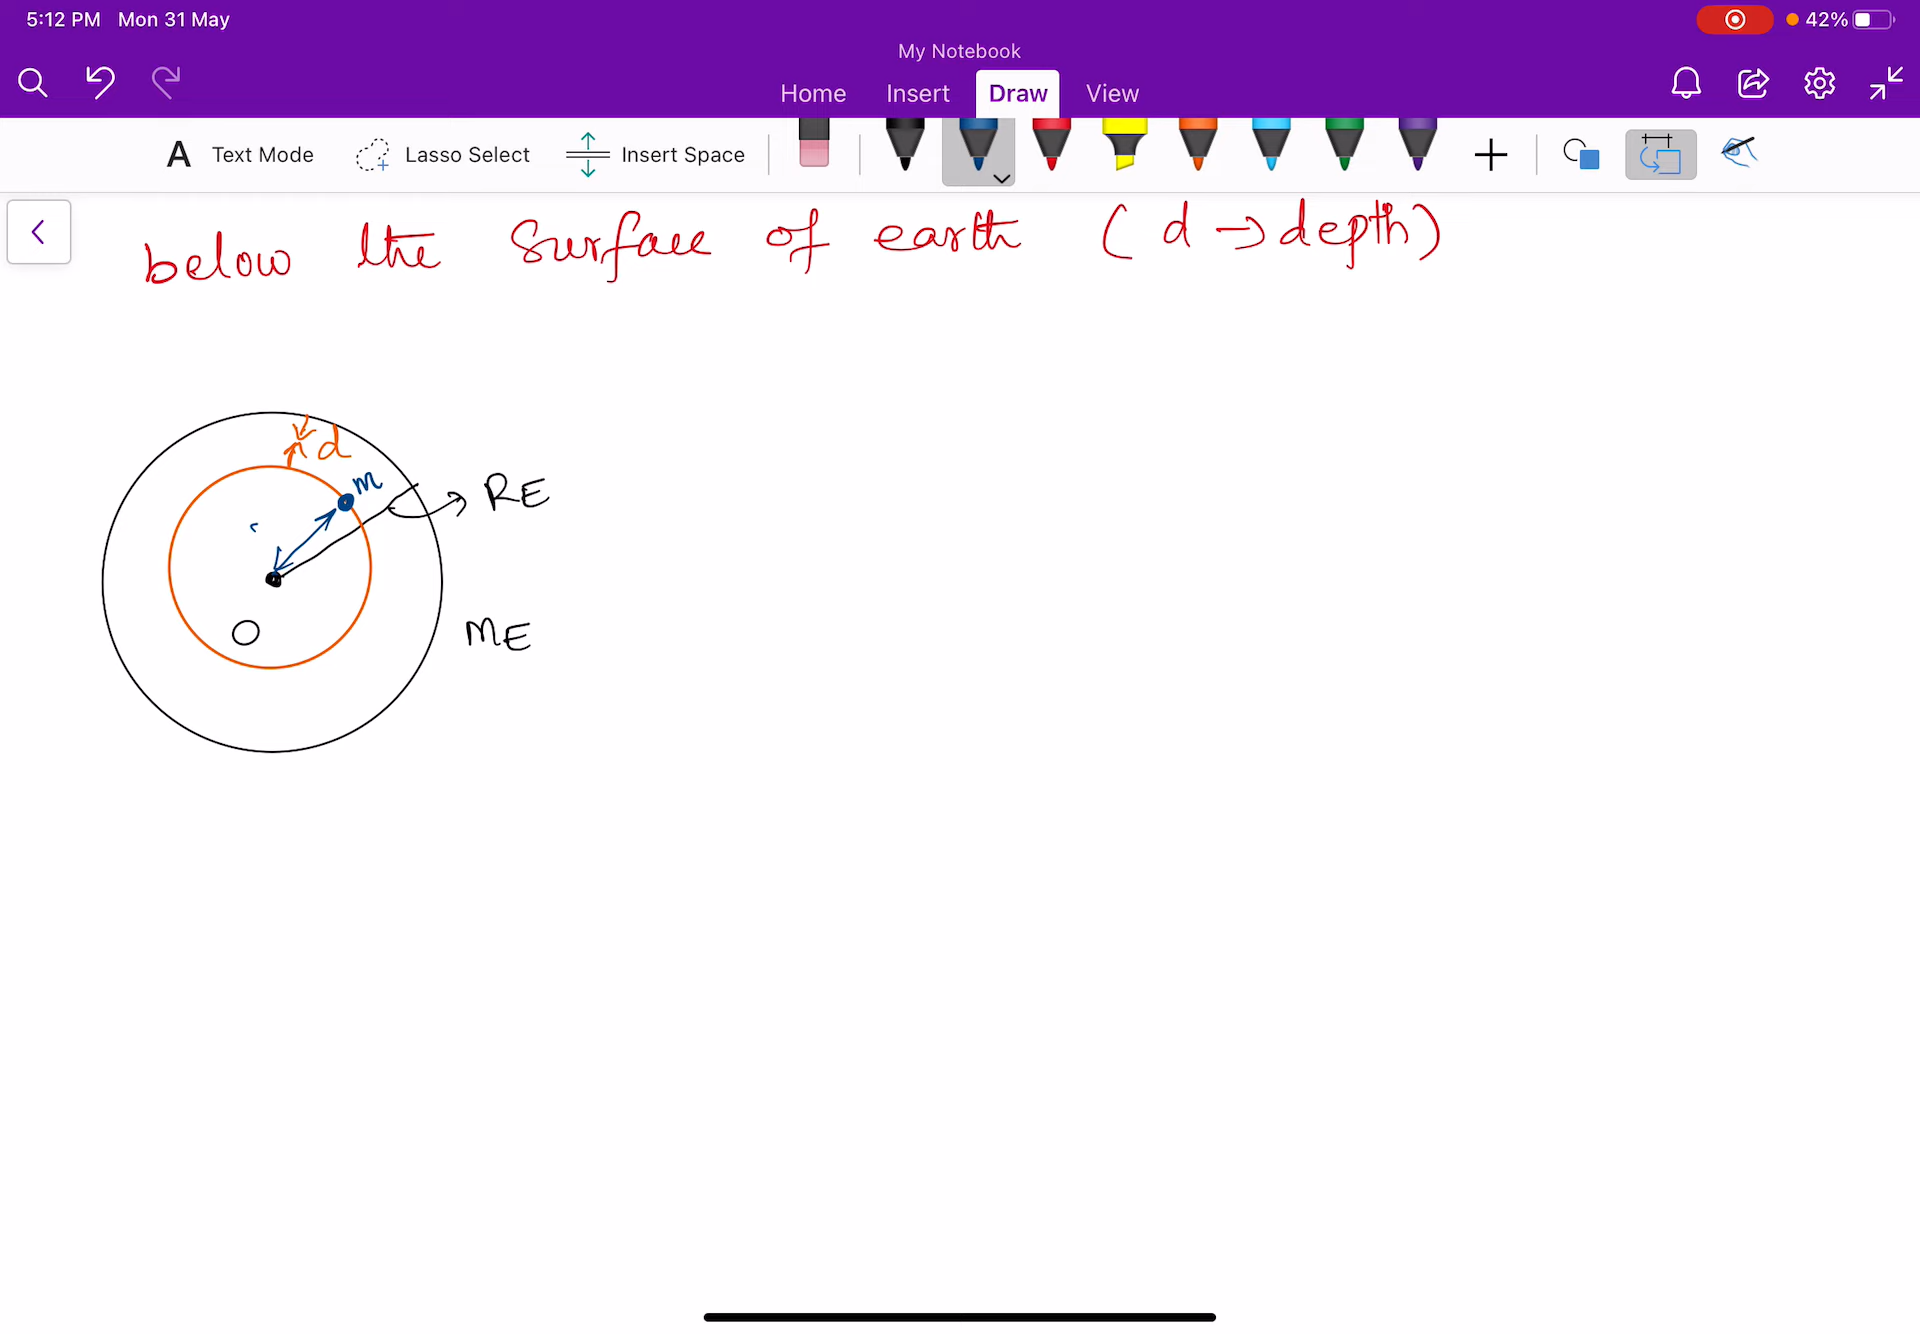 5:12 PM Mon 31 May
42%
My Notebook
Home Insert Draw View
A Text Mode Lasso Select Insert Space
below the surface of earth ( d → depth )
d
m
RE
O
ME